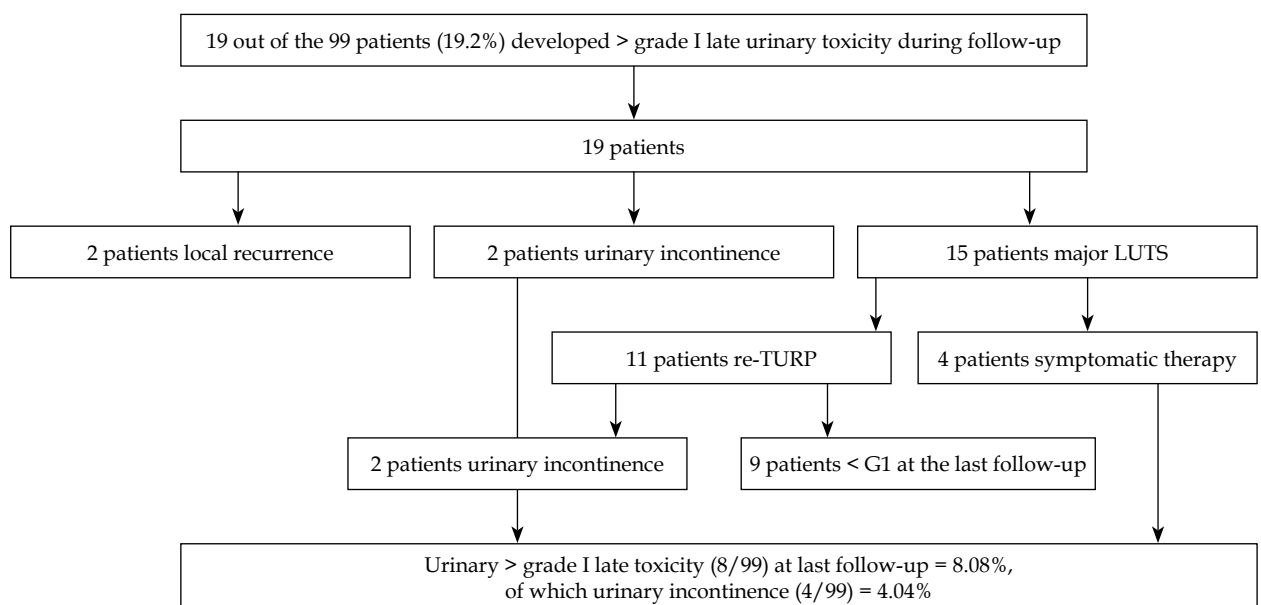 19 out of the 99 patients (19.2%) developed > grade I late urinary toxicity during follow-up
19 patients
2 patients local recurrence
2 patients urinary incontinence
15 patients major LUTS
11 patients re-TURP
4 patients symptomatic therapy
2 patients urinary incontinence
9 patients < G1 at the last follow-up
Urinary > grade I late toxicity (8/99) at last follow-up = 8.08%,
of which urinary incontinence (4/99) = 4.04%